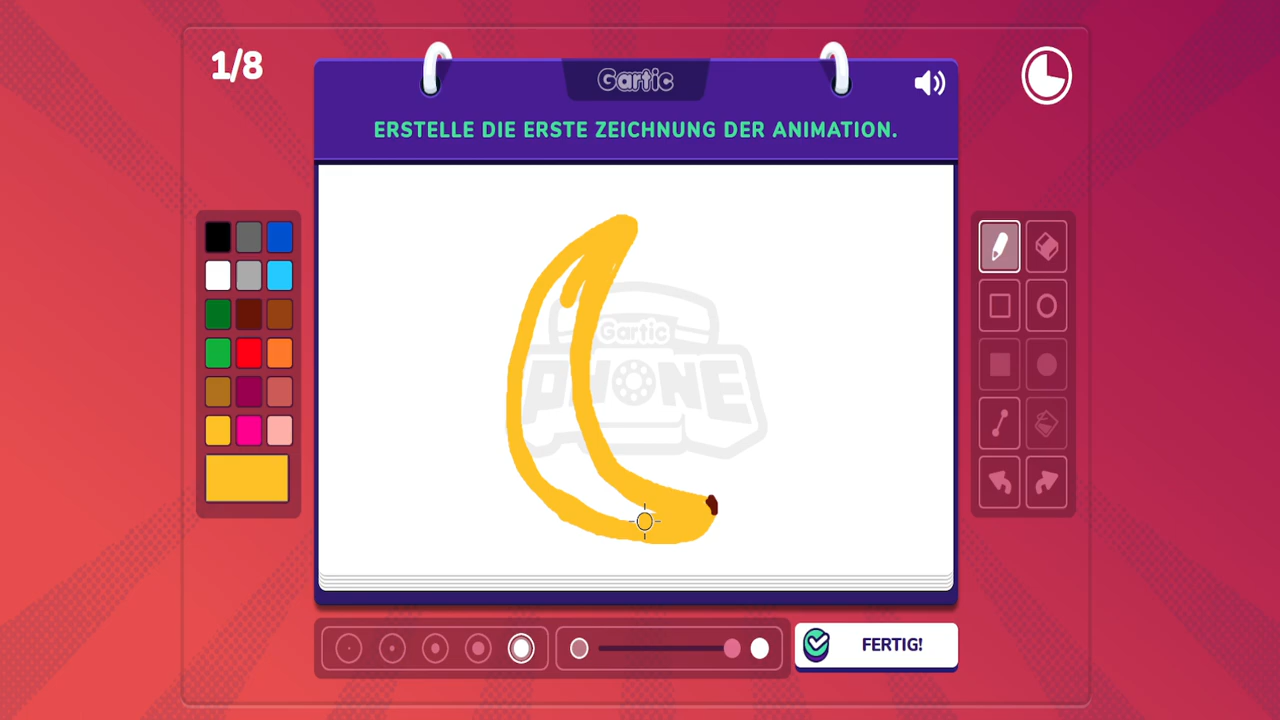 1/8
Gartic
ERSTELLE DIE ERSTE ZEICHNUNG DER ANIMATION.
Gartic
PHONE
FERTIG!